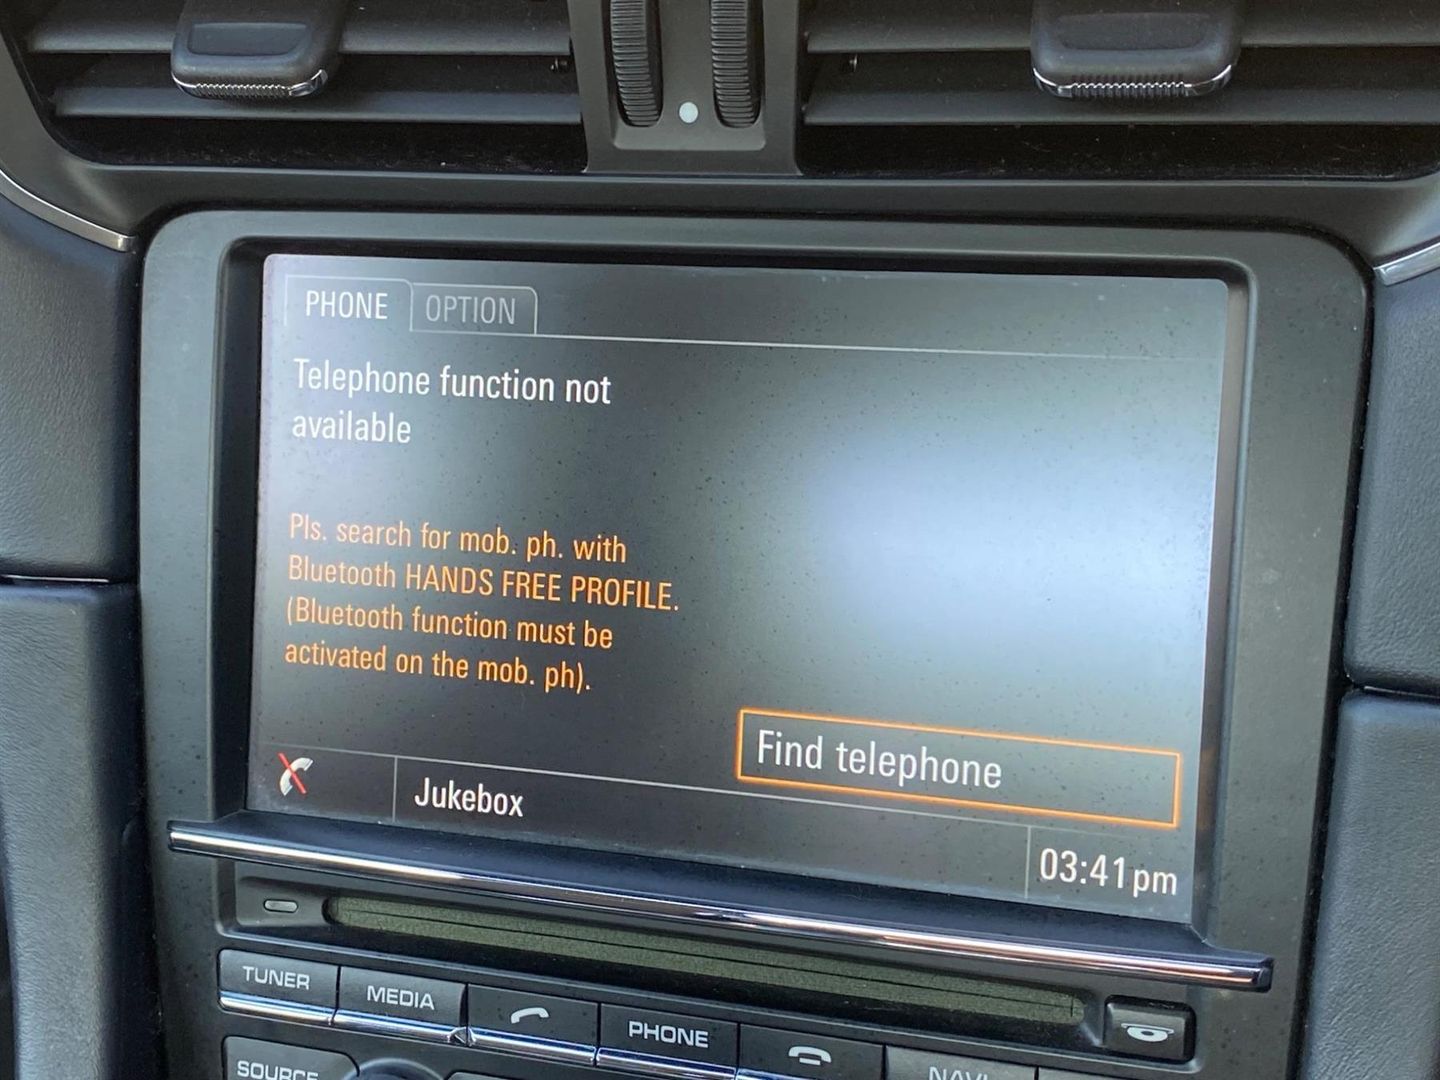 PHONE OPTION
Telephone function not
available
Pls. search for mob. ph. with
Bluetooth HANDS FREE PROFILE.
(Bluetooth function must be
activated on the mob. ph).
Find telephone
Jukebox
03:41pm
TUNER
MEDIA
PHONE
SOURCE